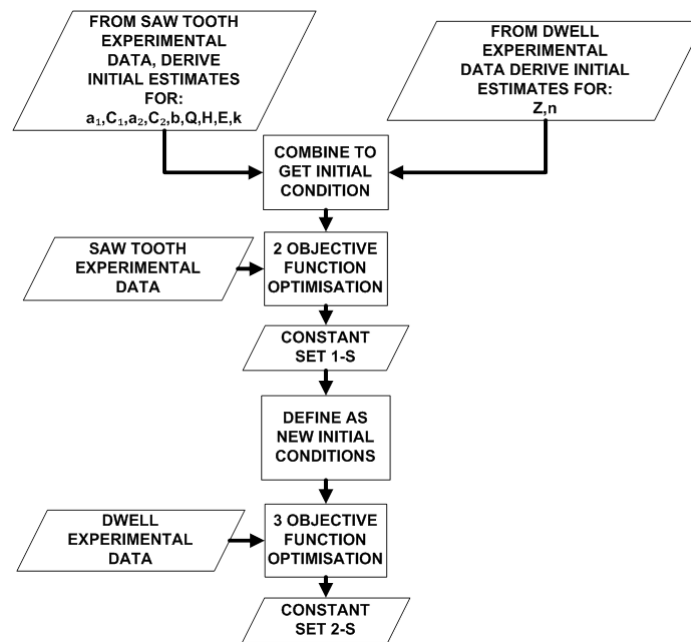 FROM SAW TOOTH
EXPERIMENTAL
DATA, DERIVE
INITIAL ESTIMATES
FOR:
a₁,C₁,a₂,C₂,b,Q,H,E,k
FROM DWELL
EXPERIMENTAL
DATA DERIVE INITIAL
ESTIMATES FOR:
Z,n
COMBINE TO
GET INITIAL
CONDITION
SAW TOOTH
EXPERIMENTAL
DATA
2 OBJECTIVE
FUNCTION
OPTIMISATION
CONSTANT
SET 1-S
DEFINE AS
NEW INITIAL
CONDITIONS
DWELL
EXPERIMENTAL
DATA
3 OBJECTIVE
FUNCTION
OPTIMISATION
CONSTANT
SET 2-S